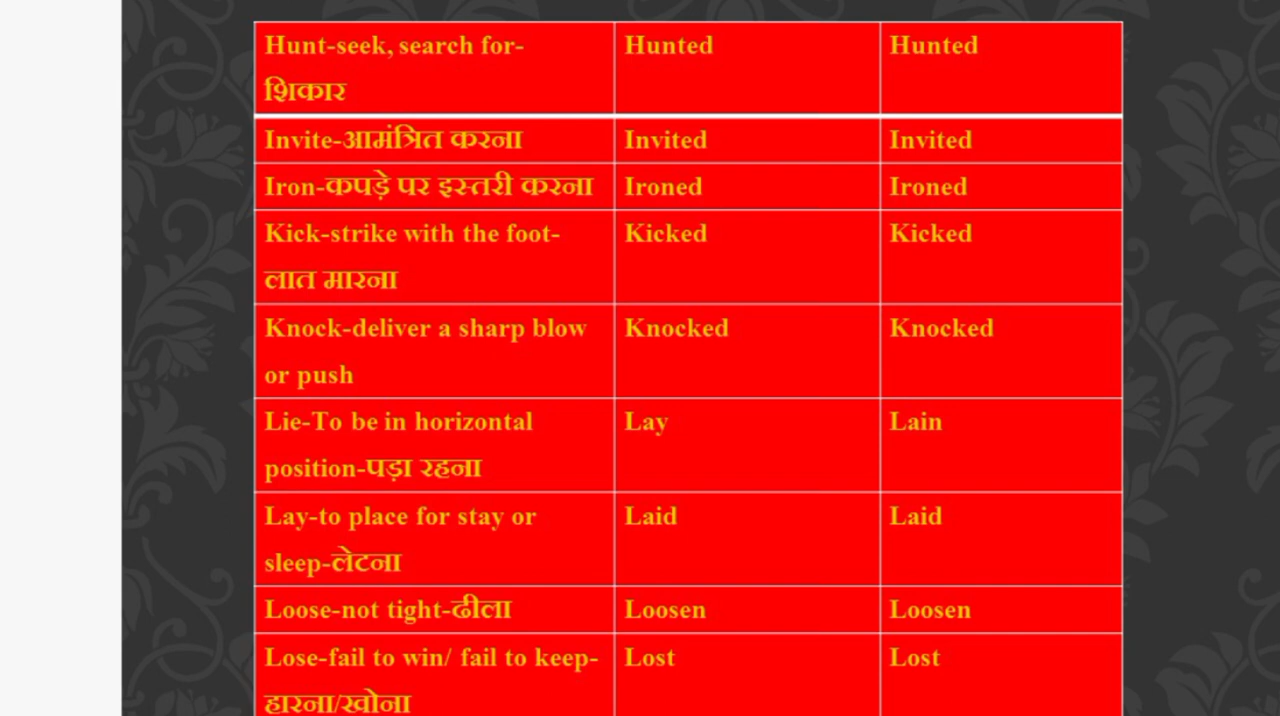 Hunt-seek, search for- Hunted Hunted
शिकार
Invite-आमंत्रित करना Invited Invited
Iron-कपड़े पर इस्तरी करना Ironed Ironed
Kick-strike with the foot- Kicked Kicked
लात मारना
Knock-deliver a sharp blow Knocked Knocked
or push
Lie-To be in horizontal Lay Lain
position-पड़ा रहना
Lay-to place for stay or Laid Laid
sleep-लेटना
Loose-not tight-ढीला Loosen Loosen
Lose-fail to win/ fail to keep- Lost Lost
हारना/खोना